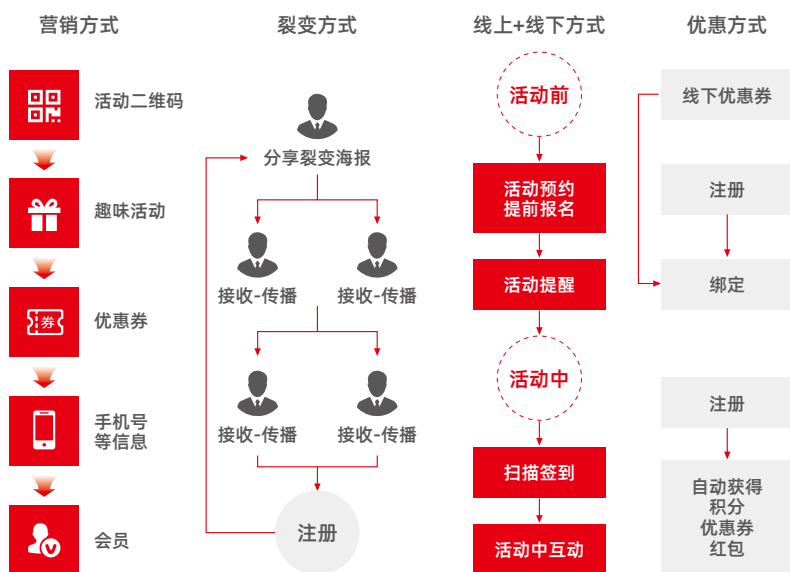 营销方式
活动二维码
趣味活动
券
优惠券
手机号
等信息
会员
裂变方式
分享裂变海报
接收-传播
接收-传播
接收-传播
接收-传播
注册
线上+线下方式
活动前
活动预约
提前报名
活动提醒
活动中
扫描签到
活动中互动
优惠方式
线下优惠券
注册
绑定
注册
自动获得
积分
优惠券
红包